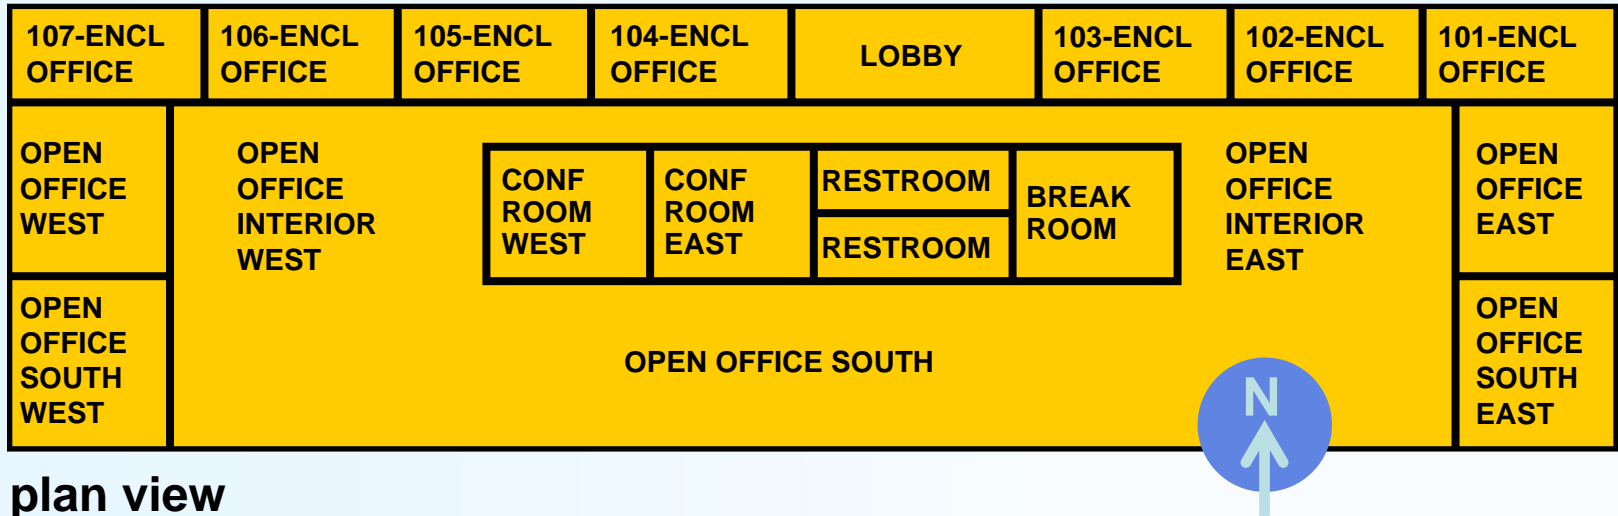 107-ENCL
OFFICE
106-ENCL
OFFICE
105-ENCL
OFFICE
104-ENCL
OFFICE
LOBBY
103-ENCL
OFFICE
102-ENCL
OFFICE
101-ENCL
OFFICE
OPEN
OFFICE
WEST
OPEN
OFFICE
INTERIOR
WEST
CONF
ROOM
WEST
CONF
ROOM
EAST
RESTROOM
RESTROOM
BREAK
ROOM
OPEN
OFFICE
INTERIOR
EAST
OPEN
OFFICE
EAST
OPEN
OFFICE
SOUTH
WEST
OPEN OFFICE SOUTH
OPEN
OFFICE
SOUTH
EAST
N
plan view